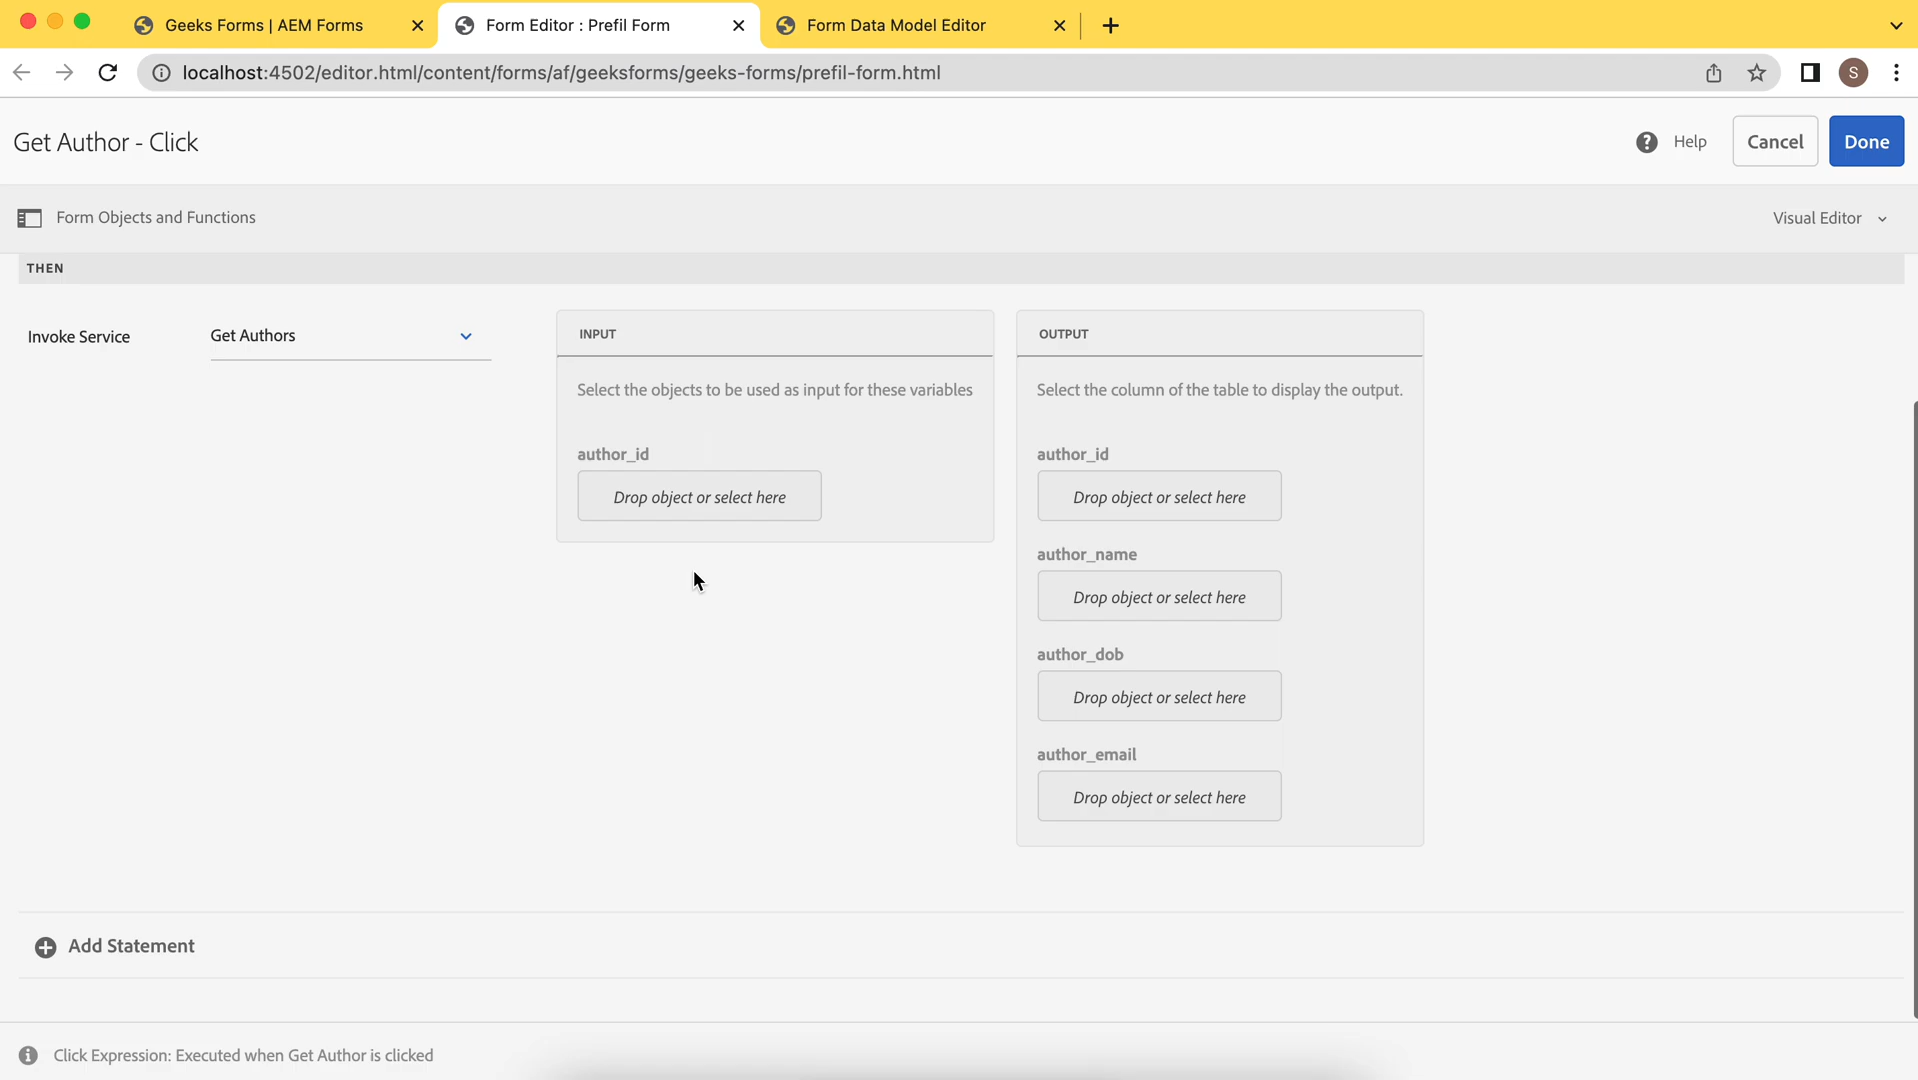 Geeks Forms | AEM Forms
Form Editor : Prefil Form
Form Data Model Editor
localhost:4502/editor.html/content/forms/af/geeksforms/geeks-forms/prefil-form.html
S
Get Author - Click
Help
Cancel
Done
Form Objects and Functions
Visual Editor
THEN
Invoke Service
Get Authors
INPUT
Select the objects to be used as input for these variables
author_id
Drop object or select here
OUTPUT
Select the column of the table to display the output.
author_id
Drop object or select here
author_name
Drop object or select here
author_dob
Drop object or select here
author_email
Drop object or select here
Add Statement
Click Expression: Executed when Get Author is clicked